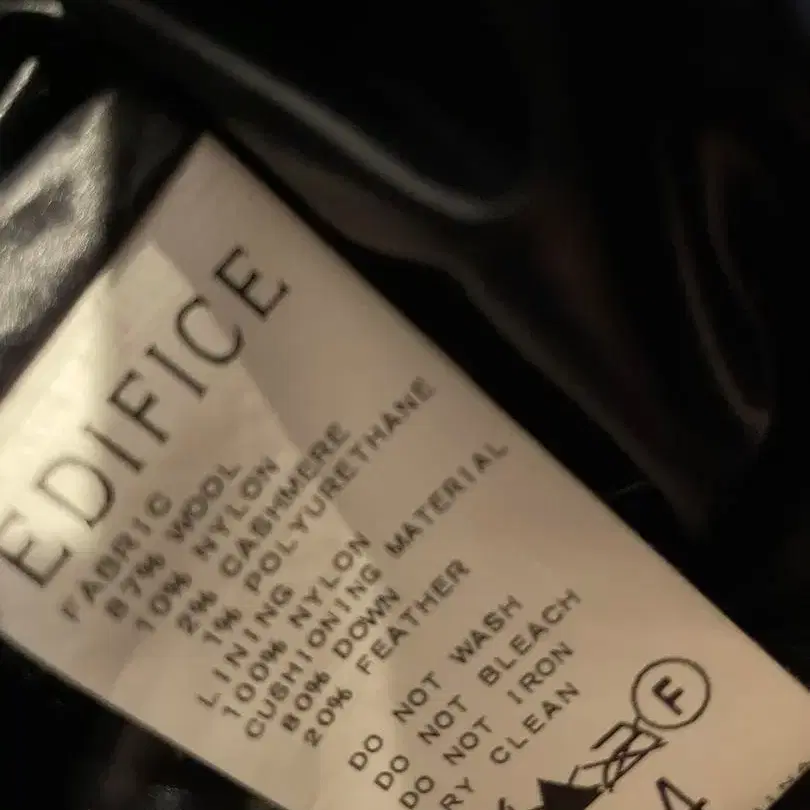 EDIFICE
FABRIC
87% WOOL
10% NYLON
2% CASHMERE
1% POLYURETHANE
LINING
100% NYLON
CUSHIONING MATERIAL
80% DOWN
20% FEATHER
DO NOT WASH
DO NOT BLEACH
DO NOT IRON
RY CLEAN
F
4